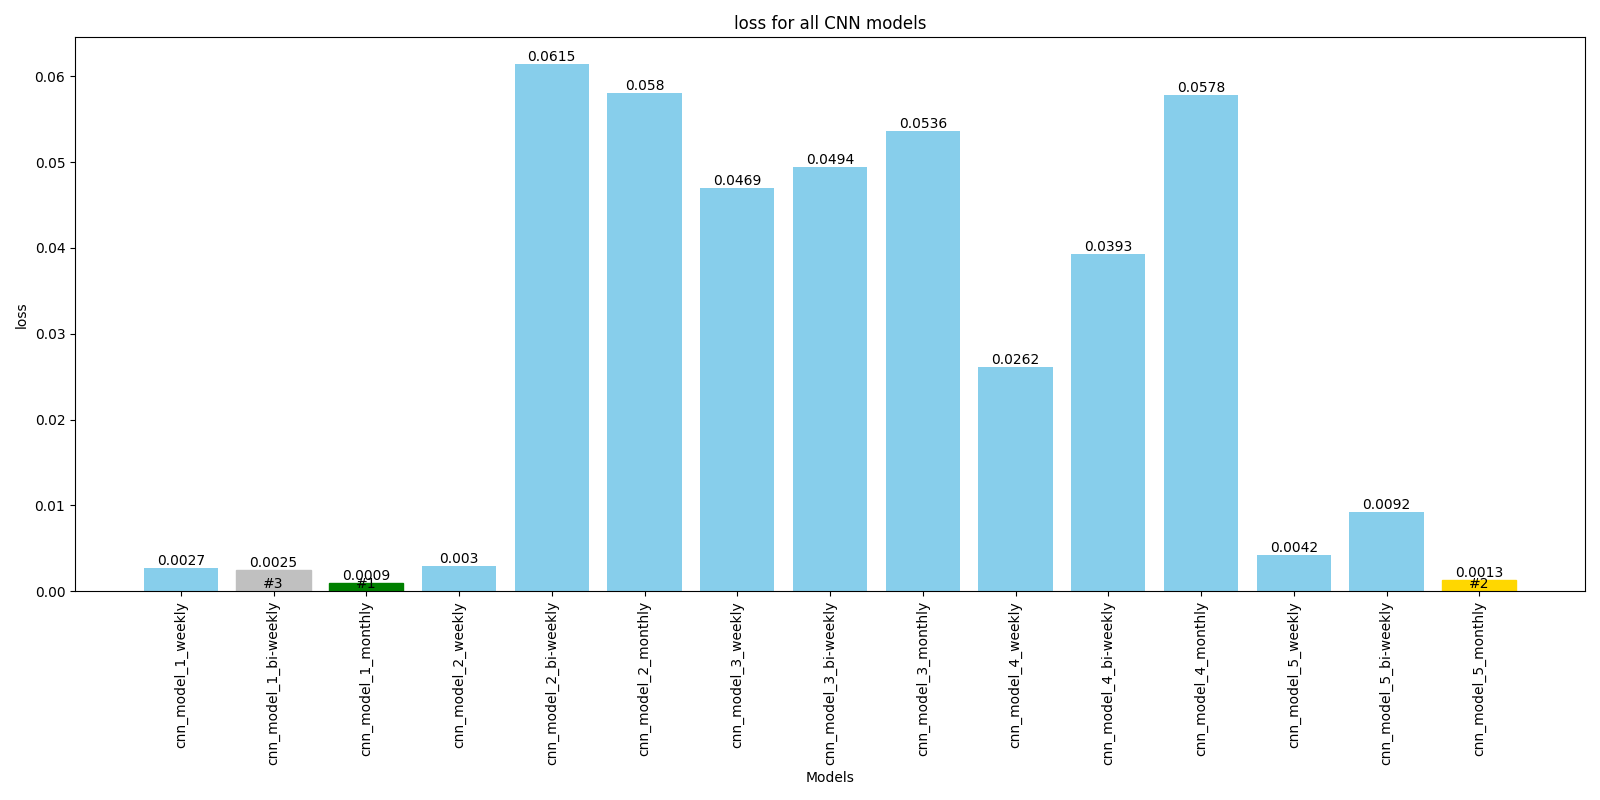 loss for all CNN models
loss
0.06
0.05
0.04
0.03
0.02
0.01
0.00
0.0027
0.0025
#3
0.0009
#1
0.003
0.0615
0.058
0.0469
0.0494
0.0536
0.0262
0.0393
0.0578
0.0042
0.0092
0.0013
#2
cnn_model_1_weekly
cnn_model_1_bi-weekly
cnn_model_1_monthly
cnn_model_2_weekly
cnn_model_2_bi-weekly
cnn_model_2_monthly
cnn_model_3_weekly
cnn_model_3_bi-weekly
cnn_model_3_monthly
cnn_model_4_weekly
cnn_model_4_bi-weekly
cnn_model_4_monthly
cnn_model_5_weekly
cnn_model_5_bi-weekly
cnn_model_5_monthly
Models